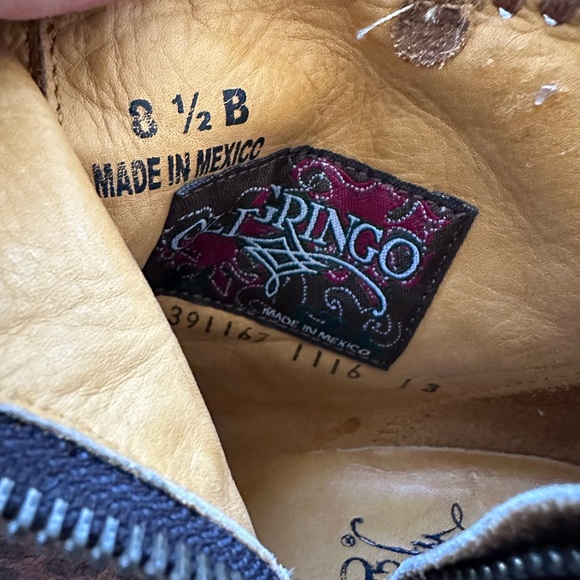 8 ½ B
MADE IN MEXICO
OLD GRINGO
MADE IN MEXICO
391167 1116 13